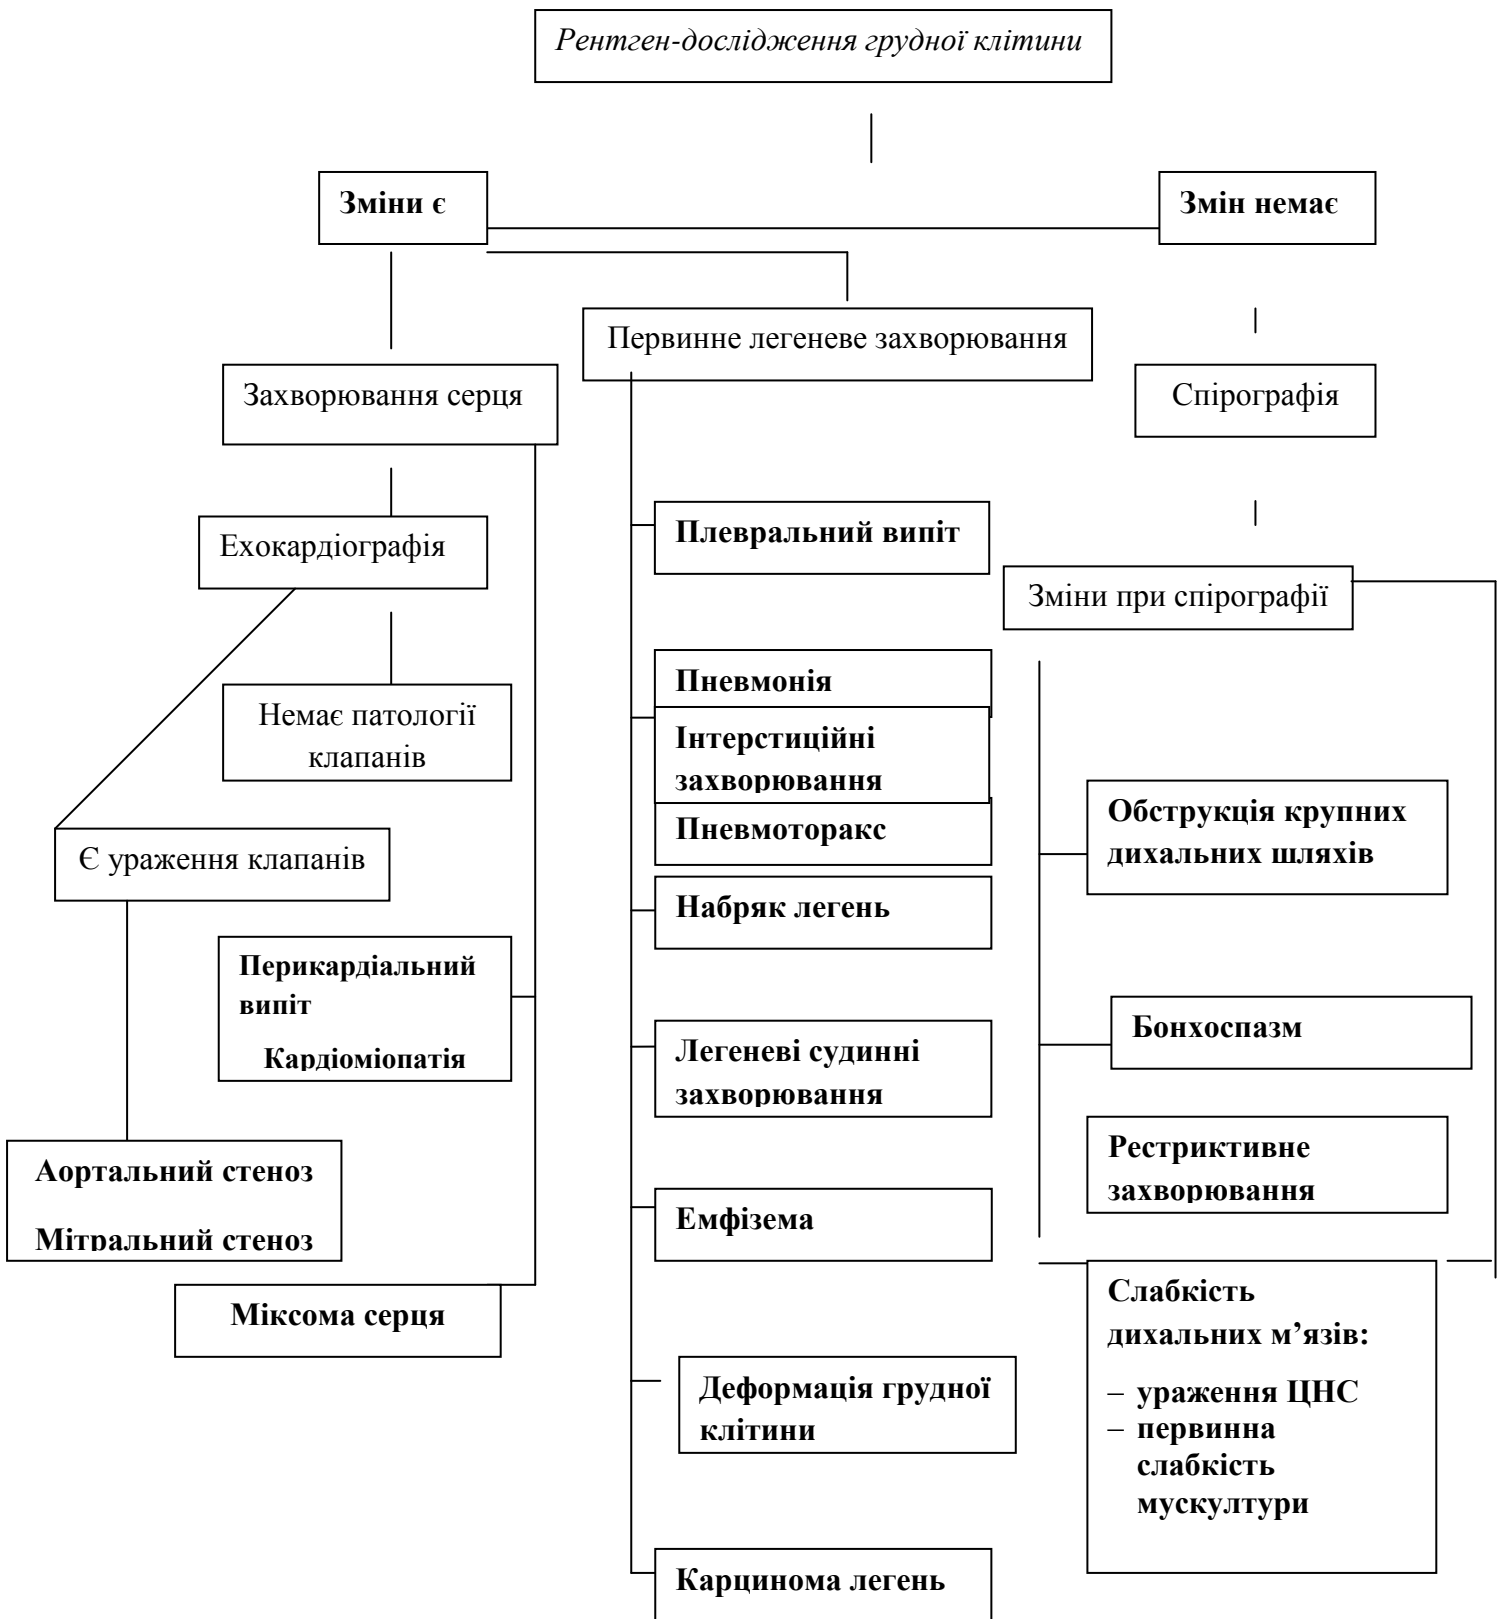 Рентген-дослідження грудної клітини
Зміни є
Змін немає
Первинне легеневе захворювання
Захворювання серця
Спірографія
Ехокардіографія
Плевральний випіт
Зміни при спірографії
Немає патології
клапанів
Пневмонія
Інтерстиційні
захворювання
Пневмоторакс
Обструкція крупних
дихальних шляхів
Є ураження клапанів
Набряк легень
Перикардіальний
випіт
Кардіоміопатія
Легеневі судинні
захворювання
Бонхоспазм
Аортальний стеноз
Мітральний стеноз
Рестриктивне
захворювання
Емфізема
Міксома серця
Слабкість
дихальних м’язів:
– ураження ЦНС
– первинна
слабкість
мускултури
Деформація грудної
клітини
Карцинома легень